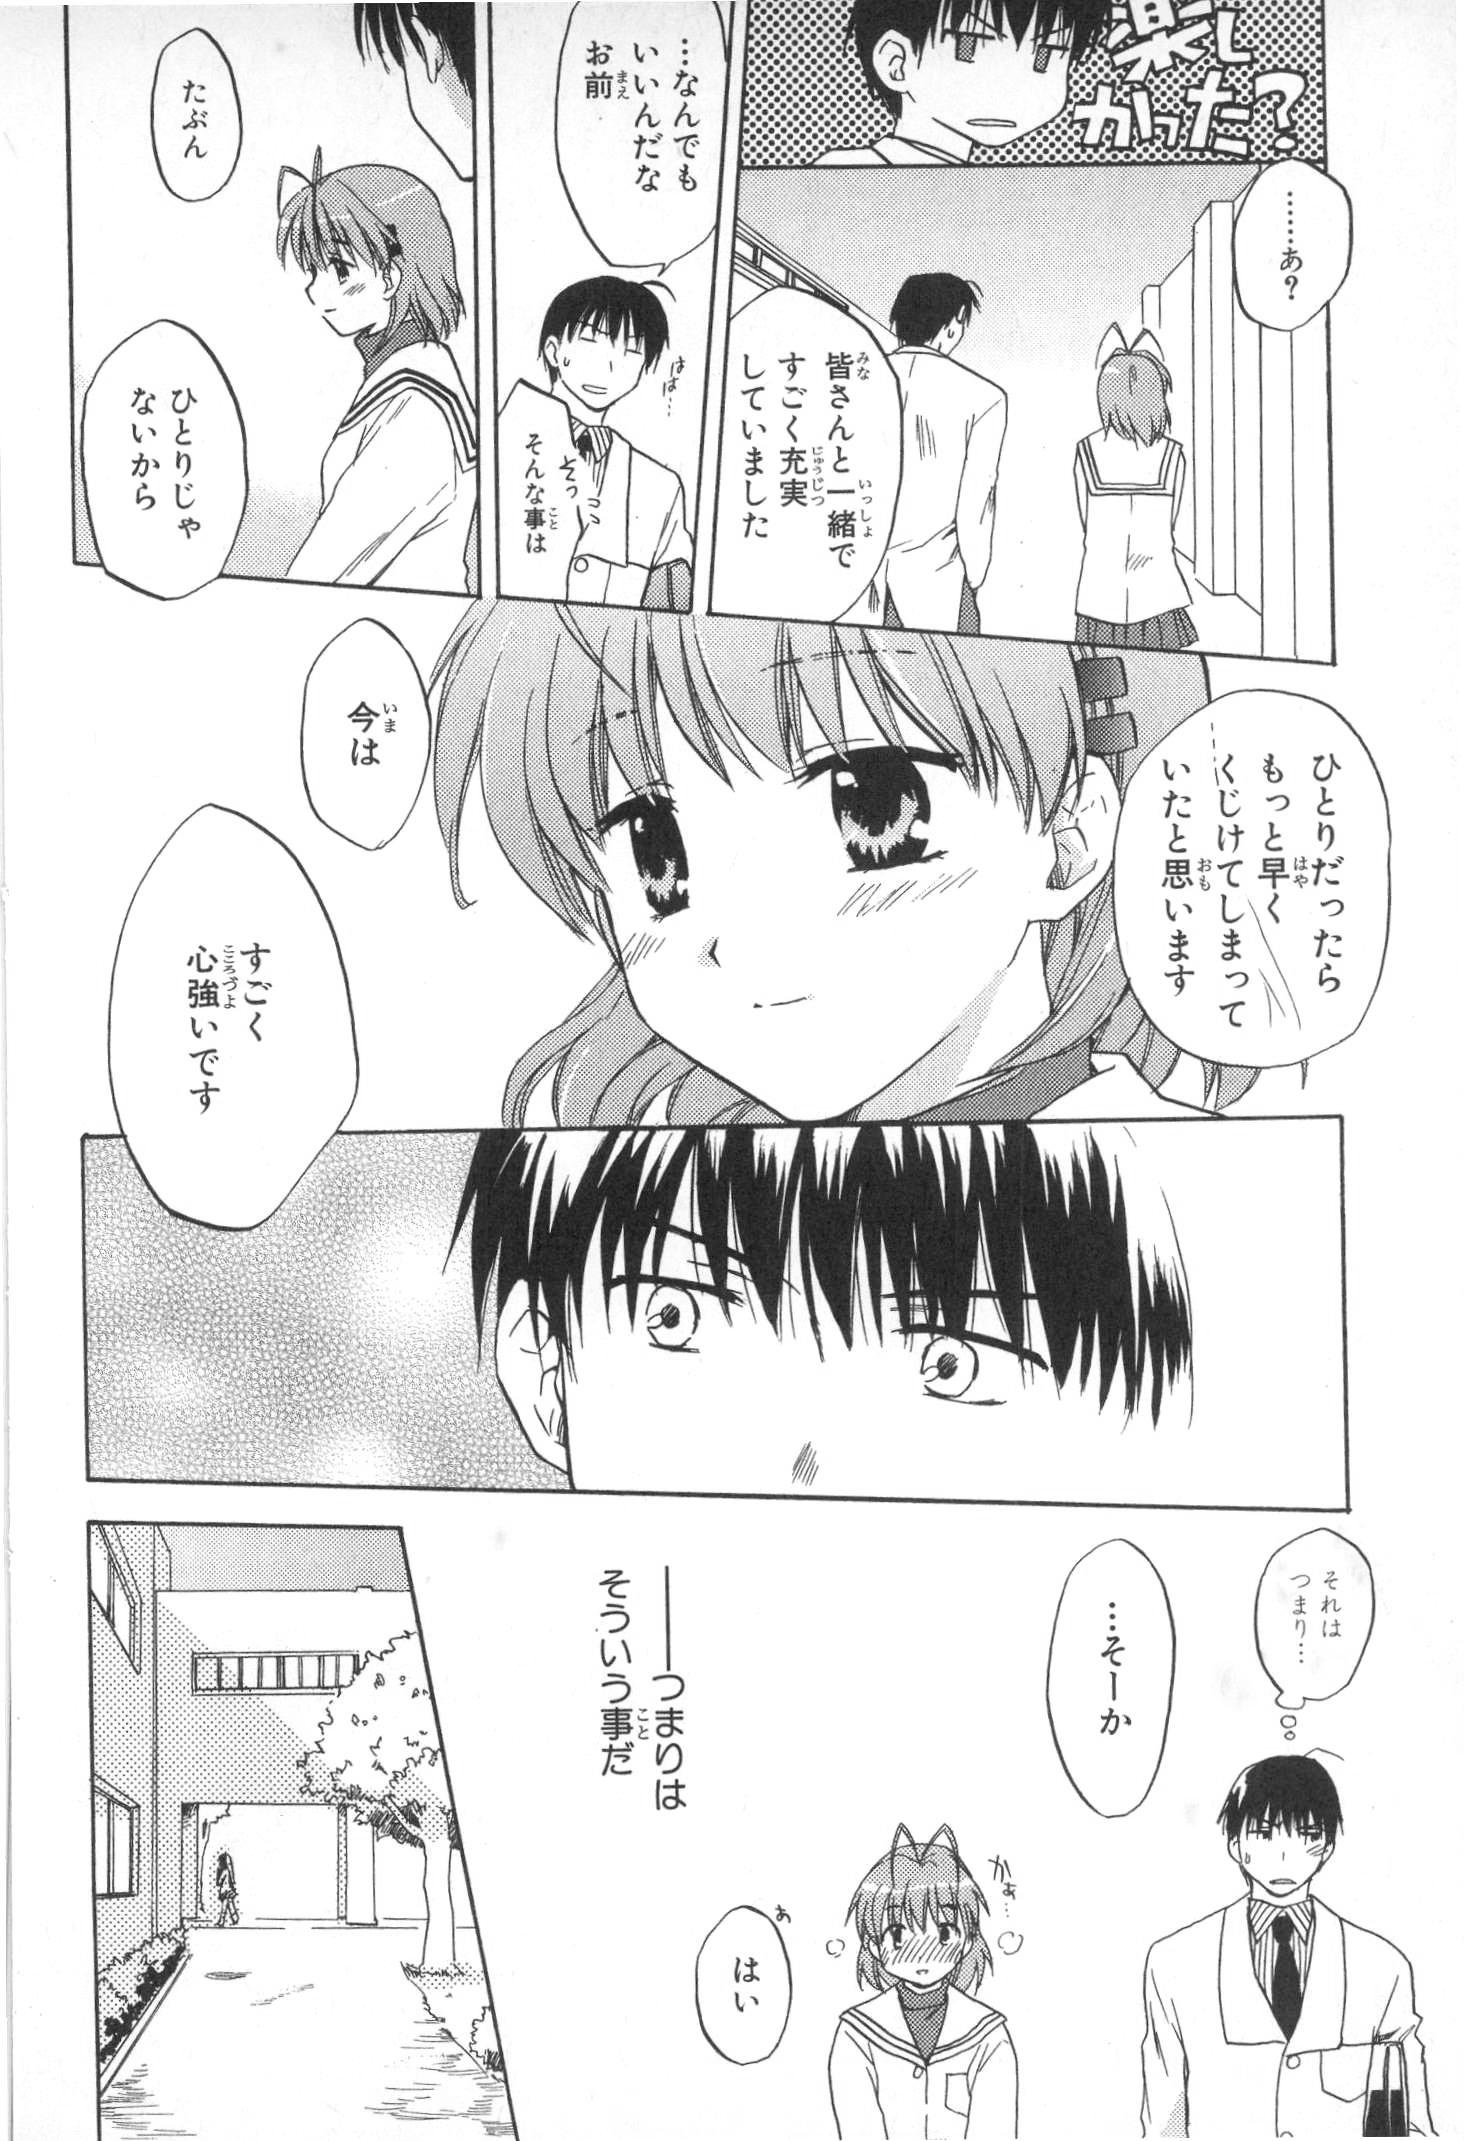 楽し
かった？
……あ？
皆さんと一緒で
すごく充実
していました
…なんでも
いいんだな
お前
はは…
そうっスか
そんな事は
たぶん
ひとりじゃ
ないから
ひとりだったら
もっと早く
くじけてしまって
いたと思います
今は
すごく
心強いです
それは
つまり…
…そーか
かぁ…
ぁ
はい
――つまりは
そういう事だ